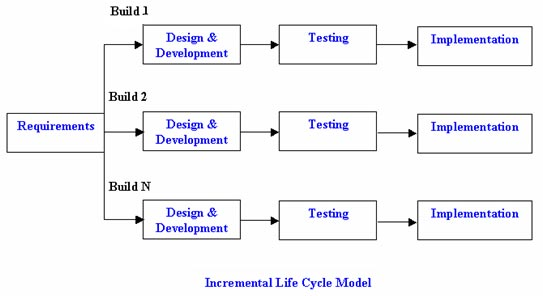 Build 1
Design &
Development
Testing
Implementation
Build 2
Requirements
Design &
Development
Testing
Implementation
Build N
Design &
Development
Testing
Implementation
Incremental Life Cycle Model